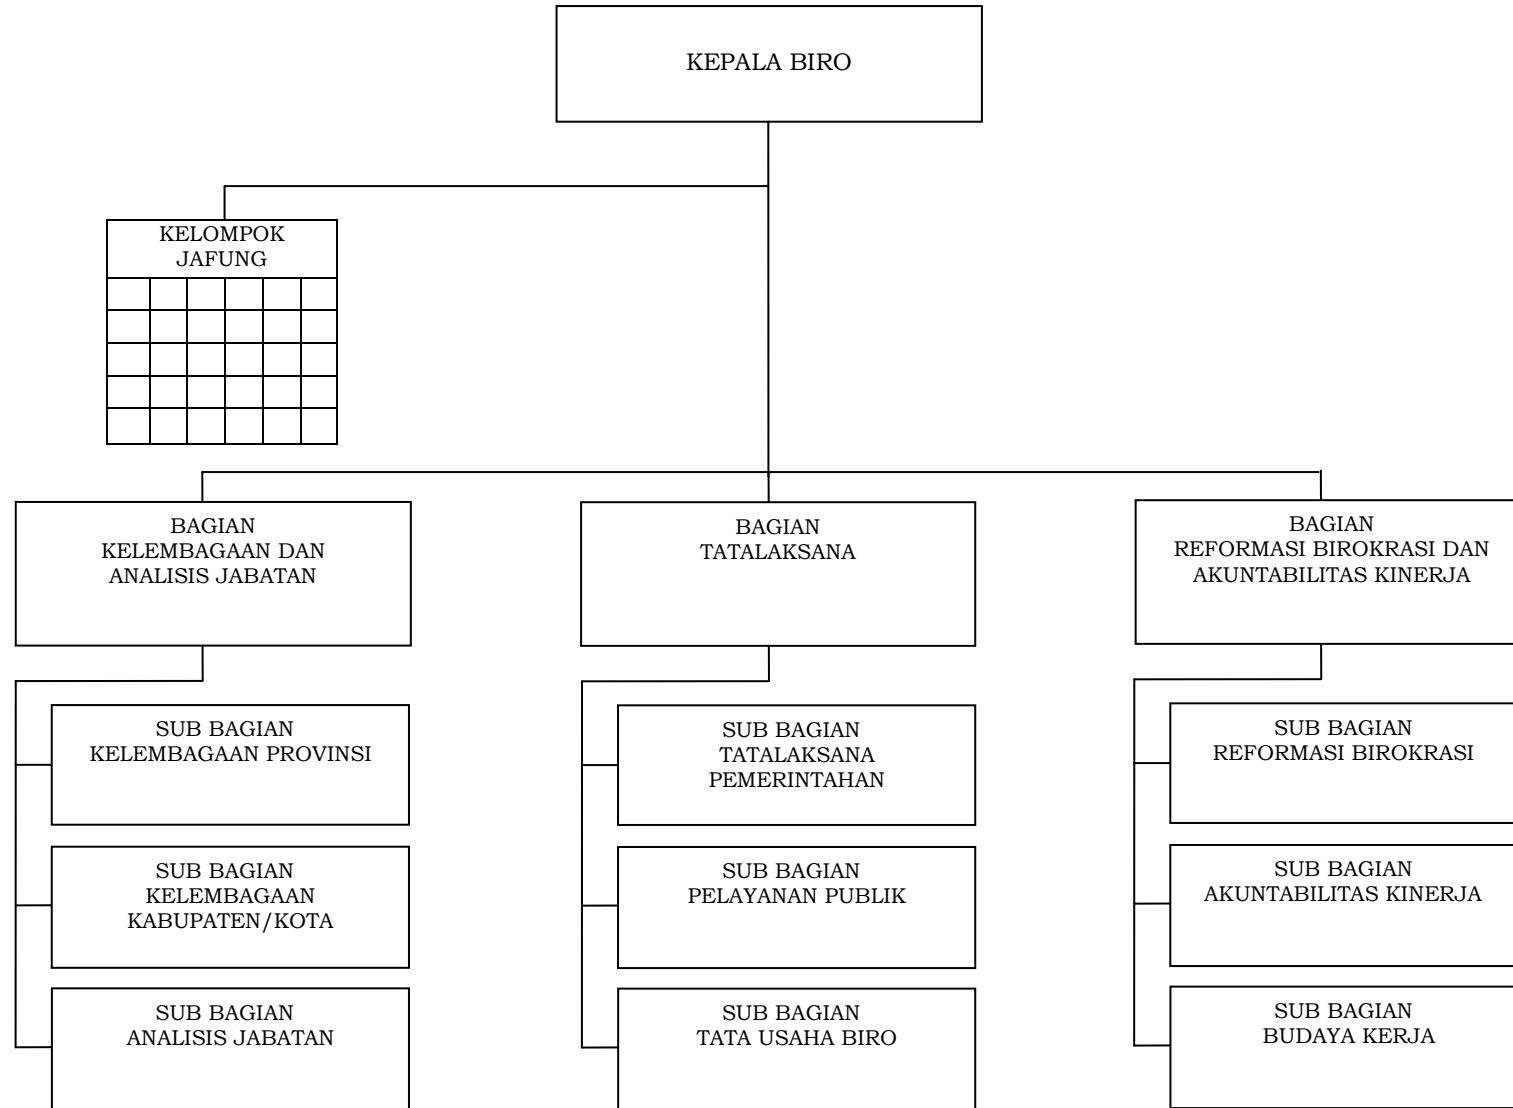 KEPALA BIRO
KELOMPOK
JAFUNG
BAGIAN
KELEMBAGAAN DAN
ANALISIS JABATAN
BAGIAN
TATALAKSANA
BAGIAN
REFORMASI BIROKRASI DAN
AKUNTABILITAS KINERJA
SUB BAGIAN
KELEMBAGAAN PROVINSI
SUB BAGIAN
KELEMBAGAAN
KABUPATEN/KOTA
SUB BAGIAN
ANALISIS JABATAN
SUB BAGIAN
TATALAKSANA
PEMERINTAHAN
SUB BAGIAN
PELAYANAN PUBLIK
SUB BAGIAN
TATA USAHA BIRO
SUB BAGIAN
REFORMASI BIROKRASI
SUB BAGIAN
AKUNTABILITAS KINERJA
SUB BAGIAN
BUDAYA KERJA